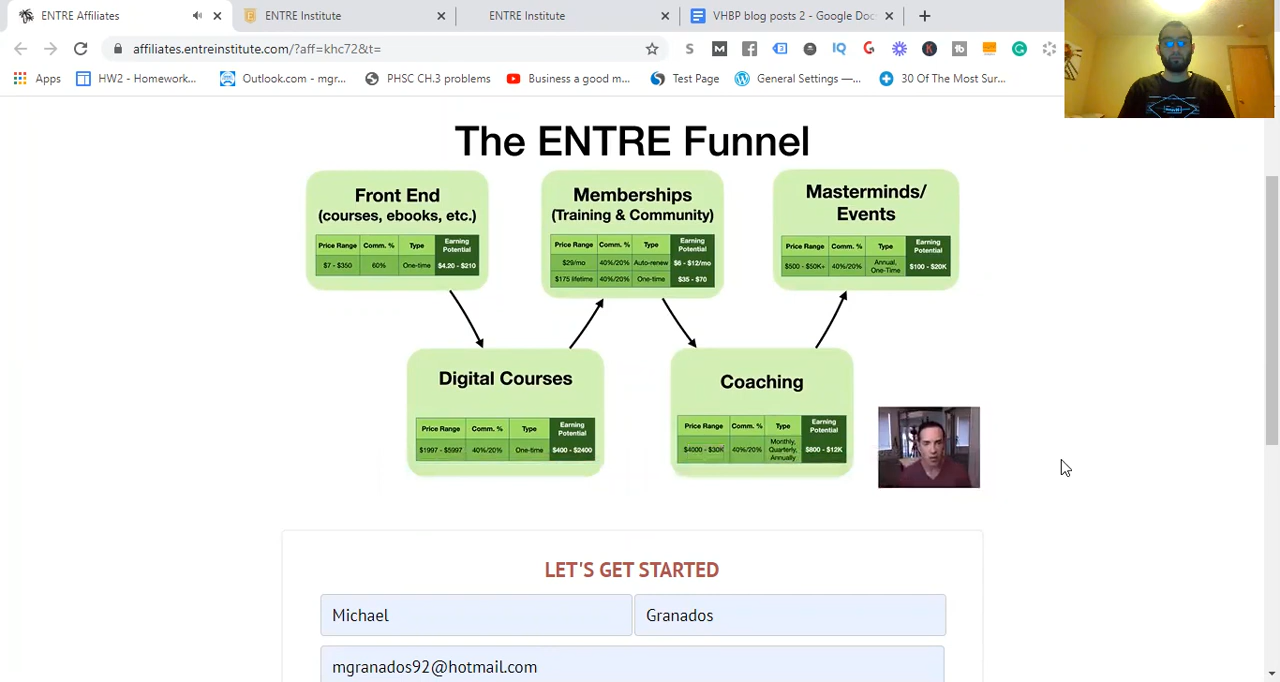 ENTRE Affiliates
ENTRE Institute
ENTRE Institute
VHBP blog posts 2 - Google Doc
affiliates.entreinstitute.com/?aff=khc72&t=
Apps
HW2 - Homework...
Outlook.com - mgr...
PHSC CH.3 problems
Business a good m...
Test Page
General Settings —...
30 Of The Most Sur...
The ENTRE Funnel
Front End
(courses, ebooks, etc.)
Price Range Comm. % Type Earning Potential
$7 - $350 60% One-time $4.20 - $210
Memberships
(Training & Community)
Price Range Comm. % Type Earning Potential
$29/mo 40%/20% Auto-renew $6 - $12/mo
$175 lifetime 40%/20% One-time $35 - $70
Masterminds/
Events
Price Range Comm. % Type Earning Potential
$500 - $50K+ 40%/20% Annual, One-Time $100 - $20K
Digital Courses
Price Range Comm. % Type Earning Potential
$1997 - $5997 40%/20% One-time $400 - $2400
Coaching
Price Range Comm. % Type Earning Potential
$4000 - $30K 40%/20% Monthly, Quarterly, Annually $800 - $12K
LET'S GET STARTED
Michael
Granados
mgranados92@hotmail.com